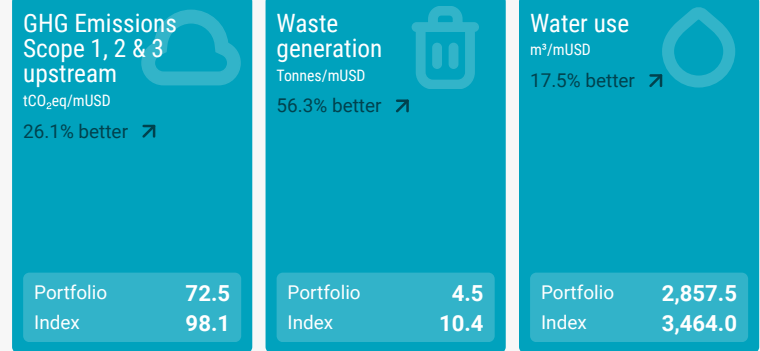 GHG Emissions
Scope 1, 2 & 3
upstream
tCO₂eq/mUSD
26.1% better
Portfolio 72.5
Index 98.1
Waste
generation
Tonnes/mUSD
56.3% better
Portfolio 4.5
Index 10.4
Water use
m³/mUSD
17.5% better
Portfolio 2,857.5
Index 3,464.0